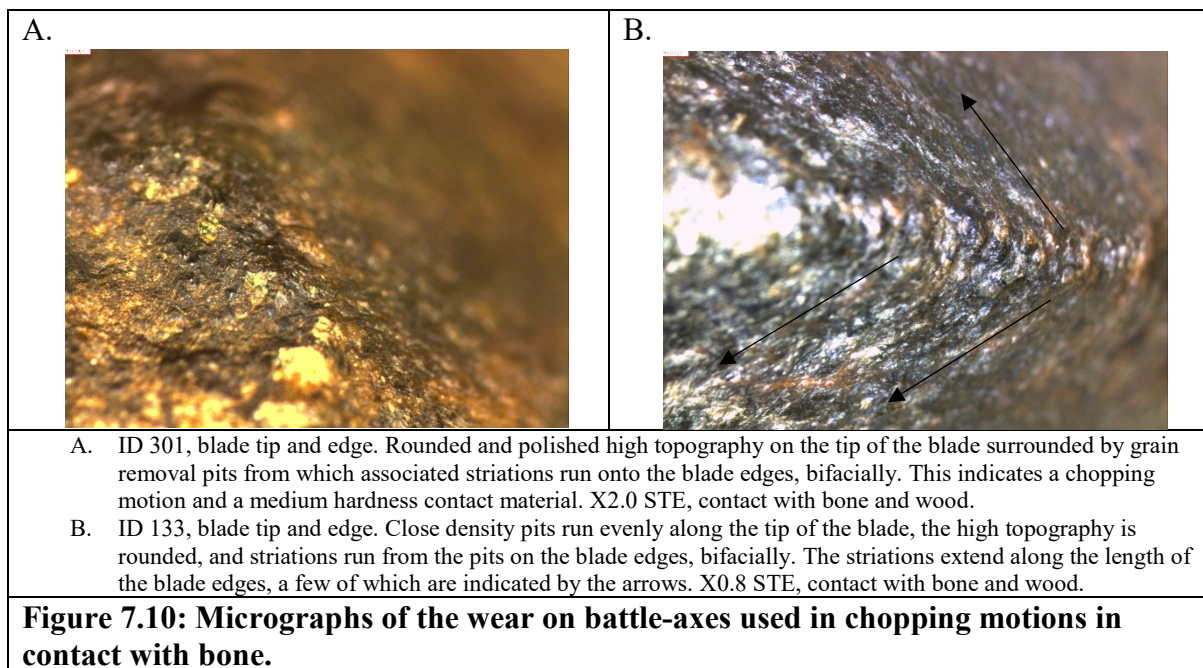 A.
B.
A. ID 301, blade tip and edge. Rounded and polished high topography on the tip of the blade surrounded by grain
removal pits from which associated striations run onto the blade edges, bifacially. This indicates a chopping
motion and a medium hardness contact material. X2.0 STE, contact with bone and wood.
B. ID 133, blade tip and edge. Close density pits run evenly along the tip of the blade, the high topography is
rounded, and striations run from the pits on the blade edges, bifacially. The striations extend along the length of
the blade edges, a few of which are indicated by the arrows. X0.8 STE, contact with bone and wood.
Figure 7.10: Micrographs of the wear on battle-axes used in chopping motions in
contact with bone.